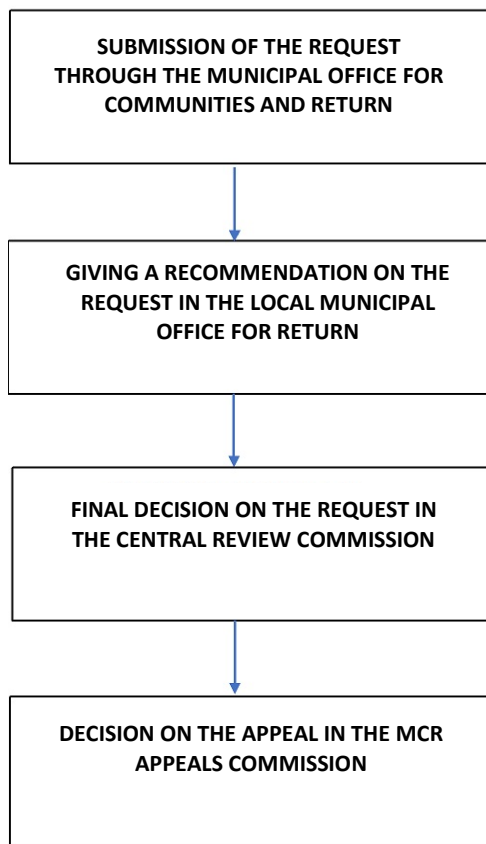 SUBMISSION OF THE REQUEST
THROUGH THE MUNICIPAL OFFICE FOR
COMMUNITIES AND RETURN
GIVING A RECOMMENDATION ON THE
REQUEST IN THE LOCAL MUNICIPAL
OFFICE FOR RETURN
FINAL DECISION ON THE REQUEST IN
THE CENTRAL REVIEW COMMISSION
DECISION ON THE APPEAL IN THE MCR
APPEALS COMMISSION